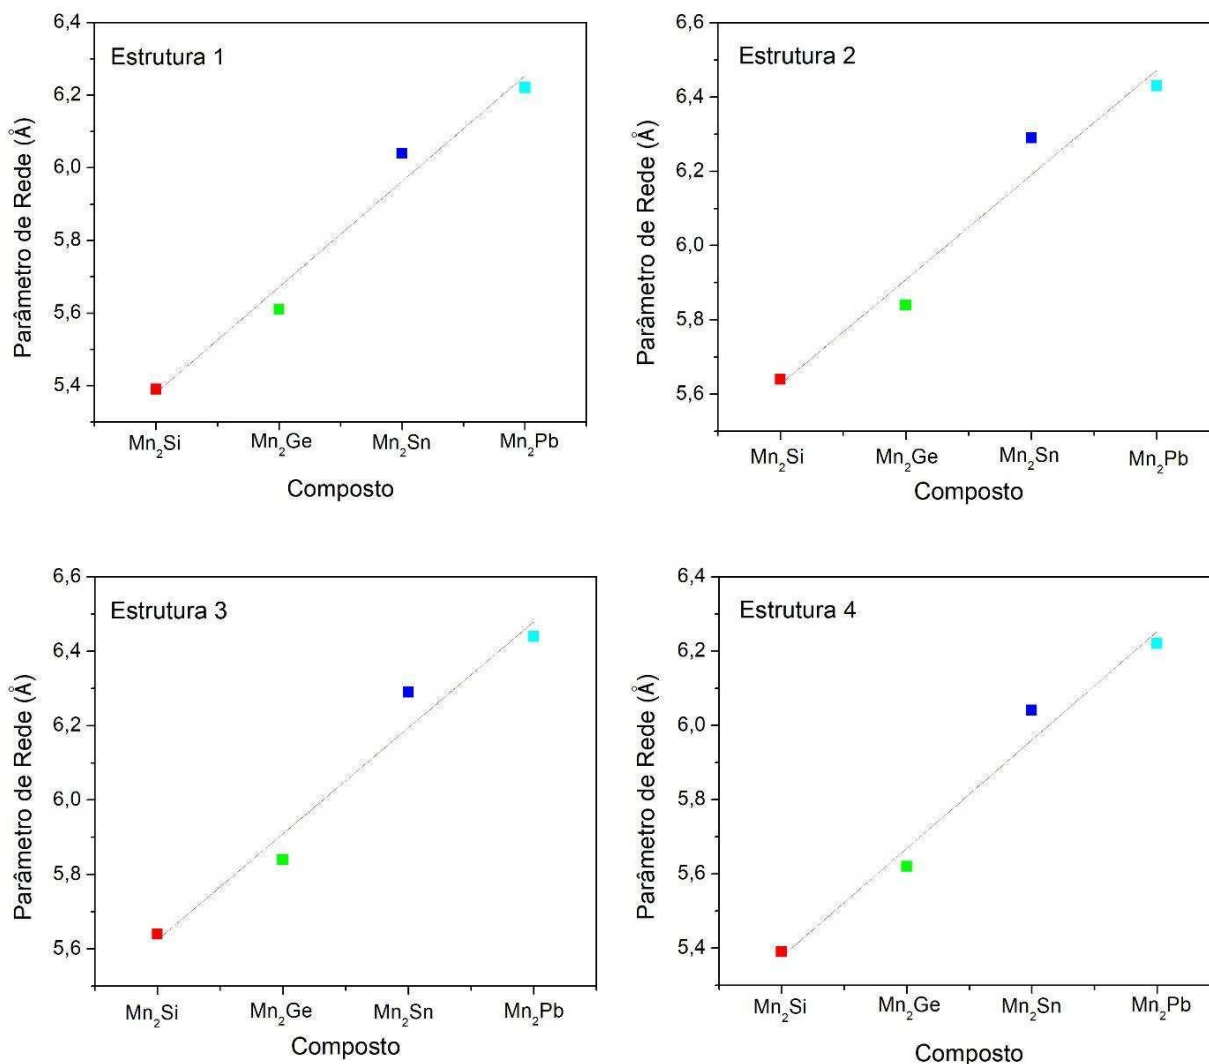 Estrutura 1
Parâmetro de Rede (Å)
6,4
6,2
6,0
5,8
5,6
5,4
Mn₂Si Mn₂Ge Mn₂Sn Mn₂Pb
Composto
Estrutura 2
Parâmetro de Rede (Å)
6,6
6,4
6,2
6,0
5,8
5,6
Mn₂Si Mn₂Ge Mn₂Sn Mn₂Pb
Composto
Estrutura 3
Parâmetro de Rede (Å)
6,6
6,4
6,2
6,0
5,8
5,6
Mn₂Si Mn₂Ge Mn₂Sn Mn₂Pb
Composto
Estrutura 4
Parâmetro de Rede (Å)
6,4
6,2
6,0
5,8
5,6
5,4
Mn₂Si Mn₂Ge Mn₂Sn Mn₂Pb
Composto